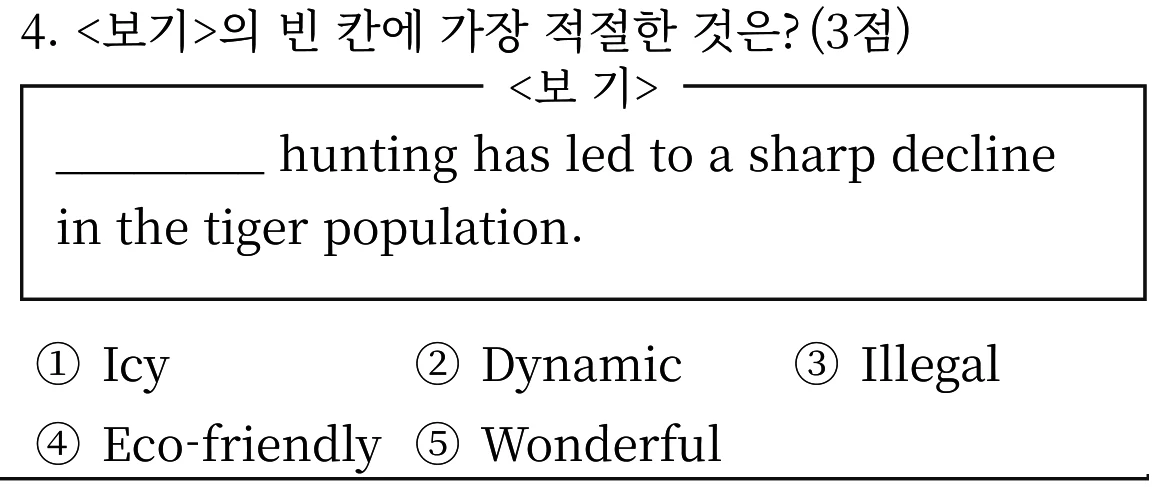 4. <보기>의 빈 칸에 가장 적절한 것은?(3점)
<보 기>
________ hunting has led to a sharp decline
in the tiger population.
① Icy ② Dynamic ③ Illegal
④ Eco-friendly ⑤ Wonderful